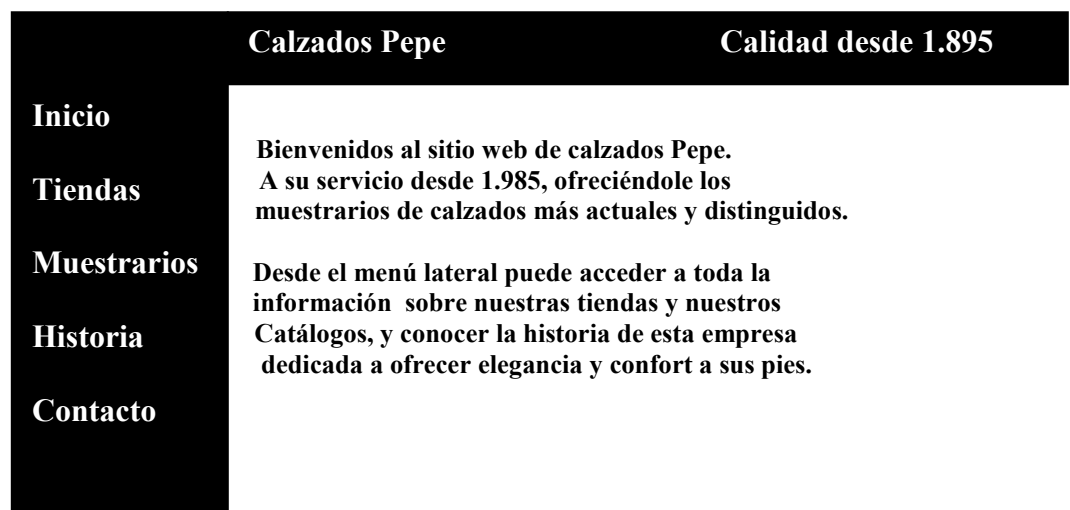 Calzados Pepe Calidad desde 1.895
Inicio
Tiendas
Muestrarios
Historia
Contacto
Bienvenidos al sitio web de calzados Pepe.
A su servicio desde 1.985, ofreciéndole los
muestrarios de calzados más actuales y distinguidos.
Desde el menú lateral puede acceder a toda la
información sobre nuestras tiendas y nuestros
Catálogos, y conocer la historia de esta empresa
dedicada a ofrecer elegancia y confort a sus pies.